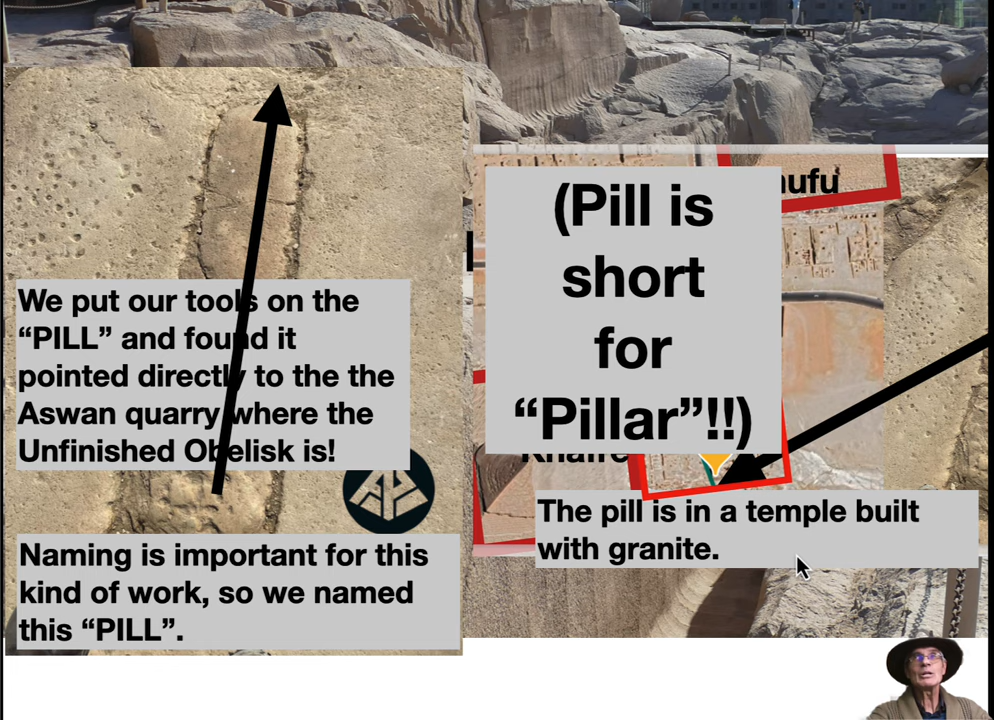 We put our tools on the
“PILL” and found it
pointed directly to the the
Aswan quarry where the
Unfinished Obelisk is!
Naming is important for this
kind of work, so we named
this “PILL”.
(Pill is
short
for
“Pillar”!!)
The pill is in a temple built
with granite.